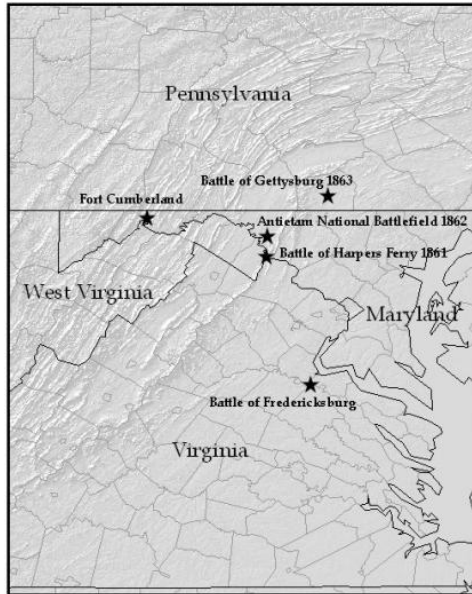 Pennsylvania
Battle of Gettysburg 1863
Fort Cumberland
Antietam National Battlefield 1862
Battle of Harpers Ferry 1861
West Virginia
Maryland
Battle of Fredericksburg
Virginia